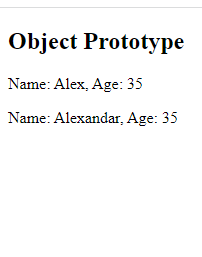 Object Prototype
Name: Alex, Age: 35
Name: Alexandar, Age: 35